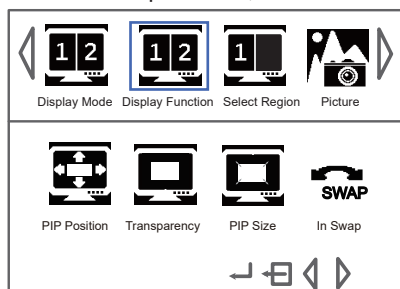 1 2 1 2 1
Display Mode Display Function Select Region Picture
SWAP
PIP Position Transparency PIP Size In Swap